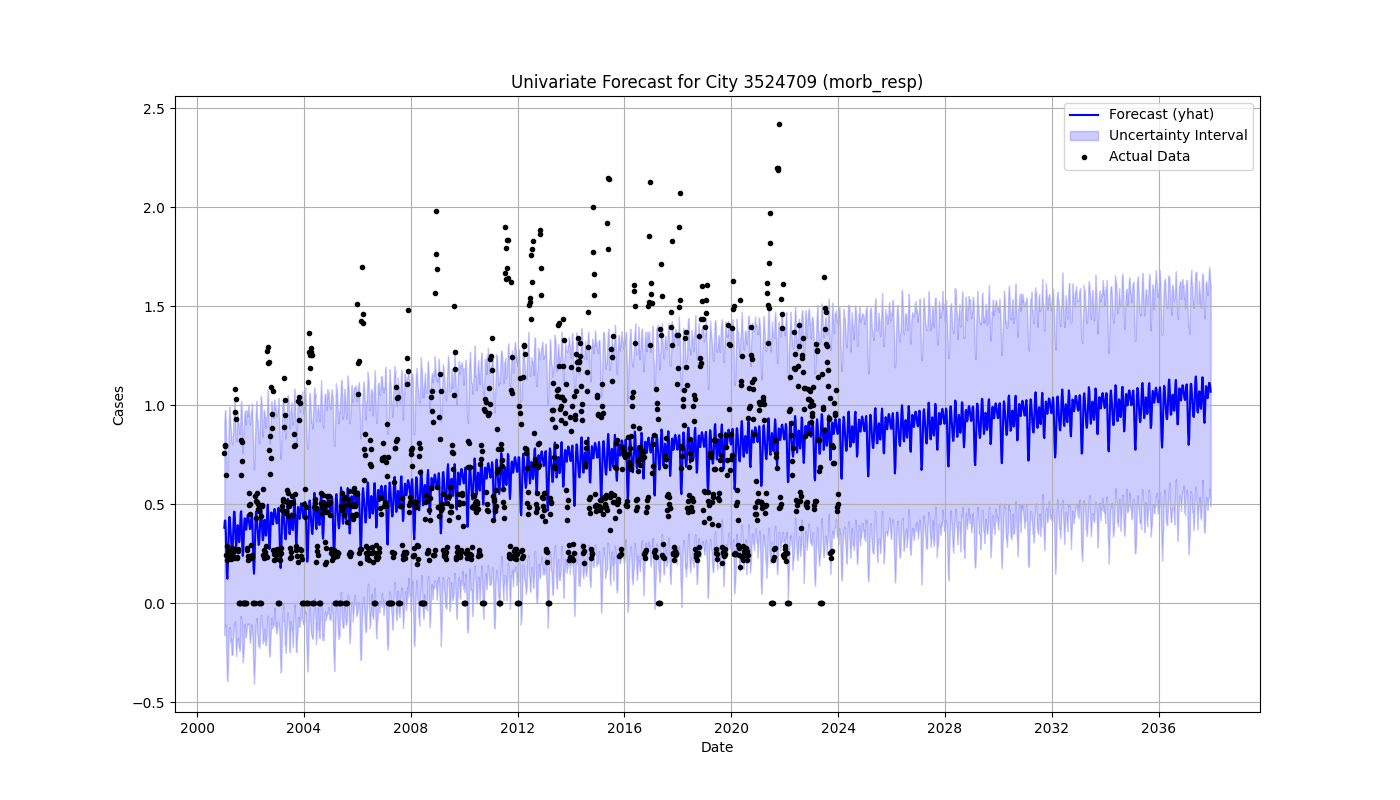 Univariate Forecast for City 3524709 (morb_resp)
Forecast (yhat)
Uncertainty Interval
Actual Data
2.5
2.0
1.5
1.0
0.5
0.0
−0.5
Cases
2000 2004 2008 2012 2016 2020 2024 2028 2032 2036
Date